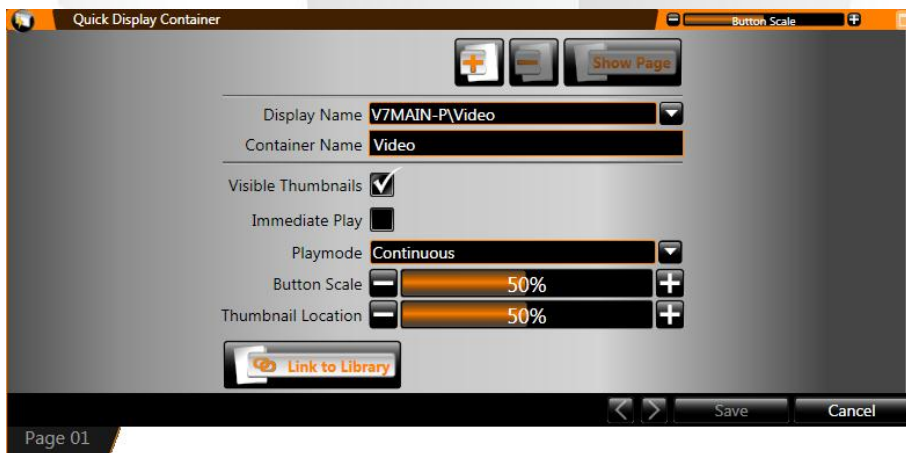 Quick Display Container
Button Scale
Show Page
Display Name V7MAIN-P\Video
Container Name Video
Visible Thumbnails
Immediate Play
Playmode Continuous
Button Scale 50%
Thumbnail Location 50%
Link to Library
Save Cancel
Page 01